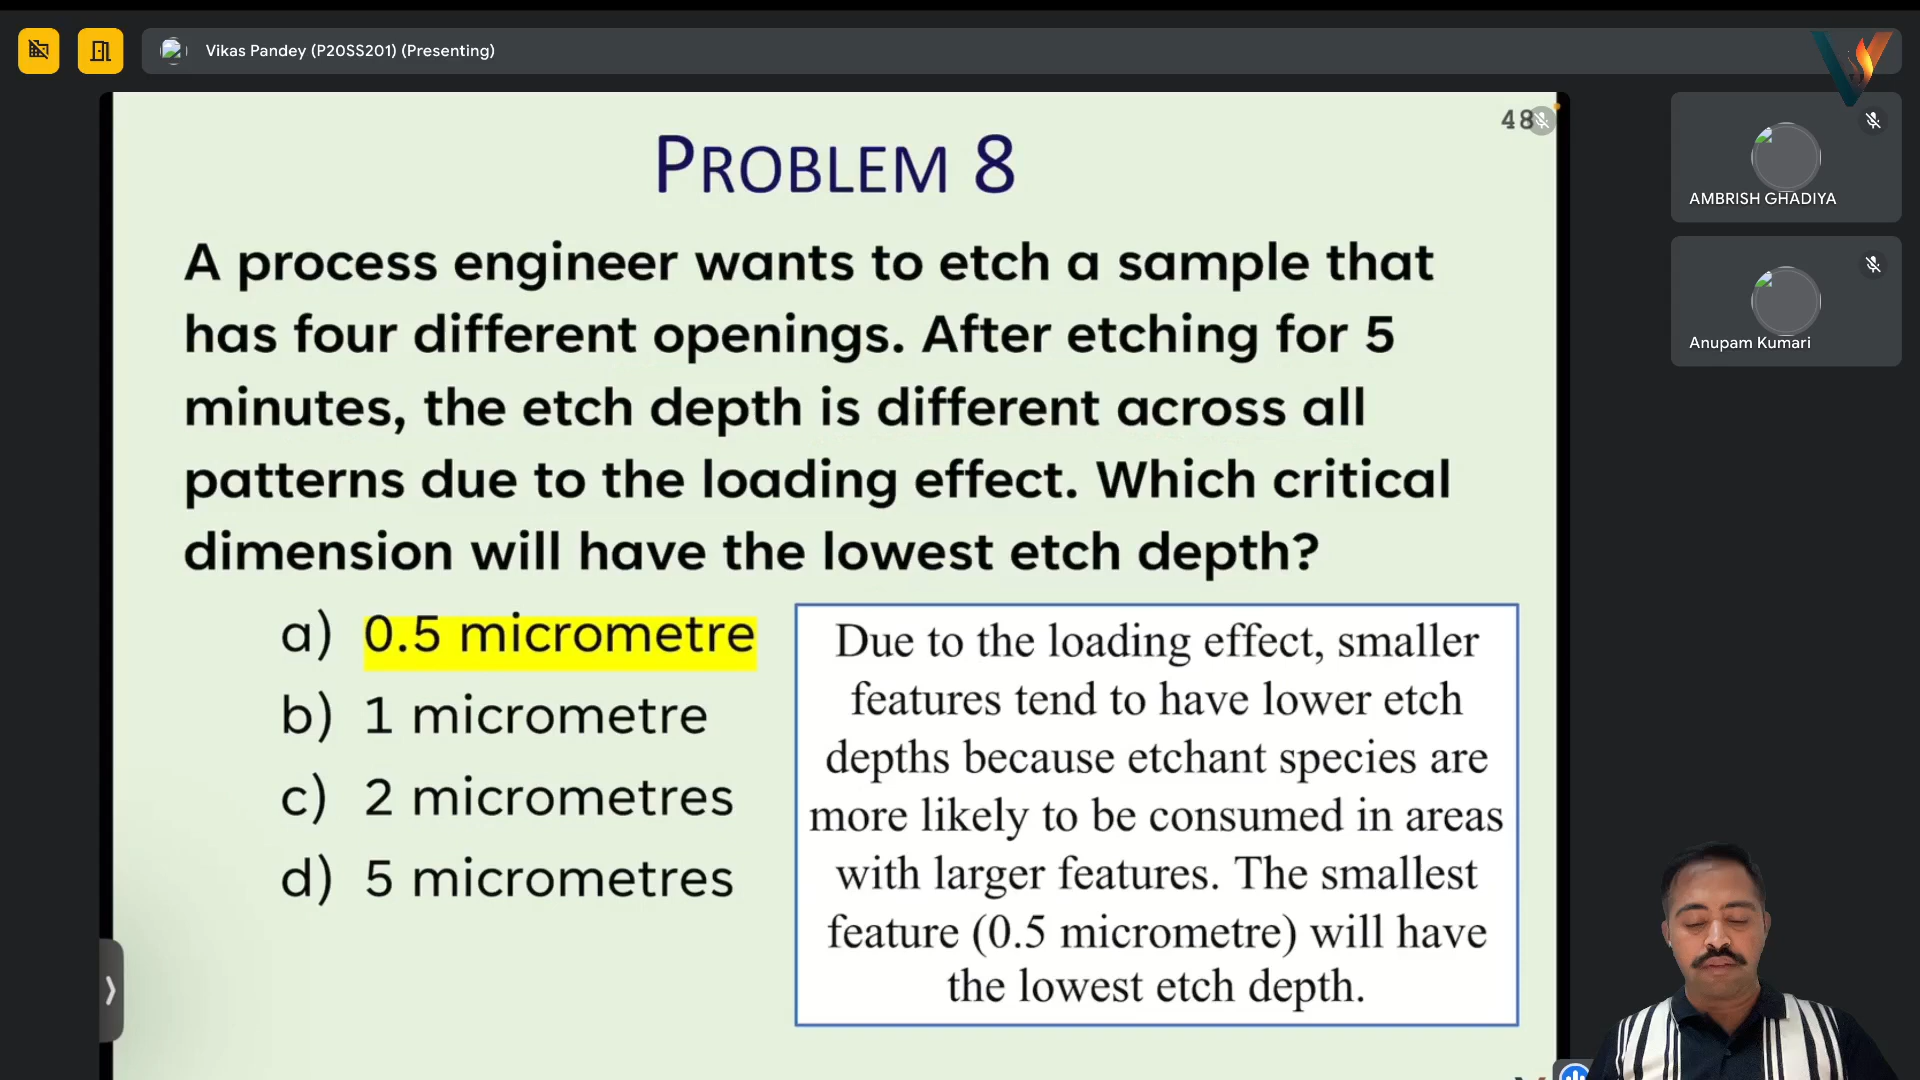 Vikas Pandey (P20SS201) (Presenting)
48
PROBLEM 8
A process engineer wants to etch a sample that
has four different openings. After etching for 5
minutes, the etch depth is different across all
patterns due to the loading effect. Which critical
dimension will have the lowest etch depth?
a) 0.5 micrometre
b) 1 micrometre
c) 2 micrometres
d) 5 micrometres
Due to the loading effect, smaller
features tend to have lower etch
depths because etchant species are
more likely to be consumed in areas
with larger features. The smallest
feature (0.5 micrometre) will have
the lowest etch depth.
AMBRISH GHADIYA
Anupam Kumari